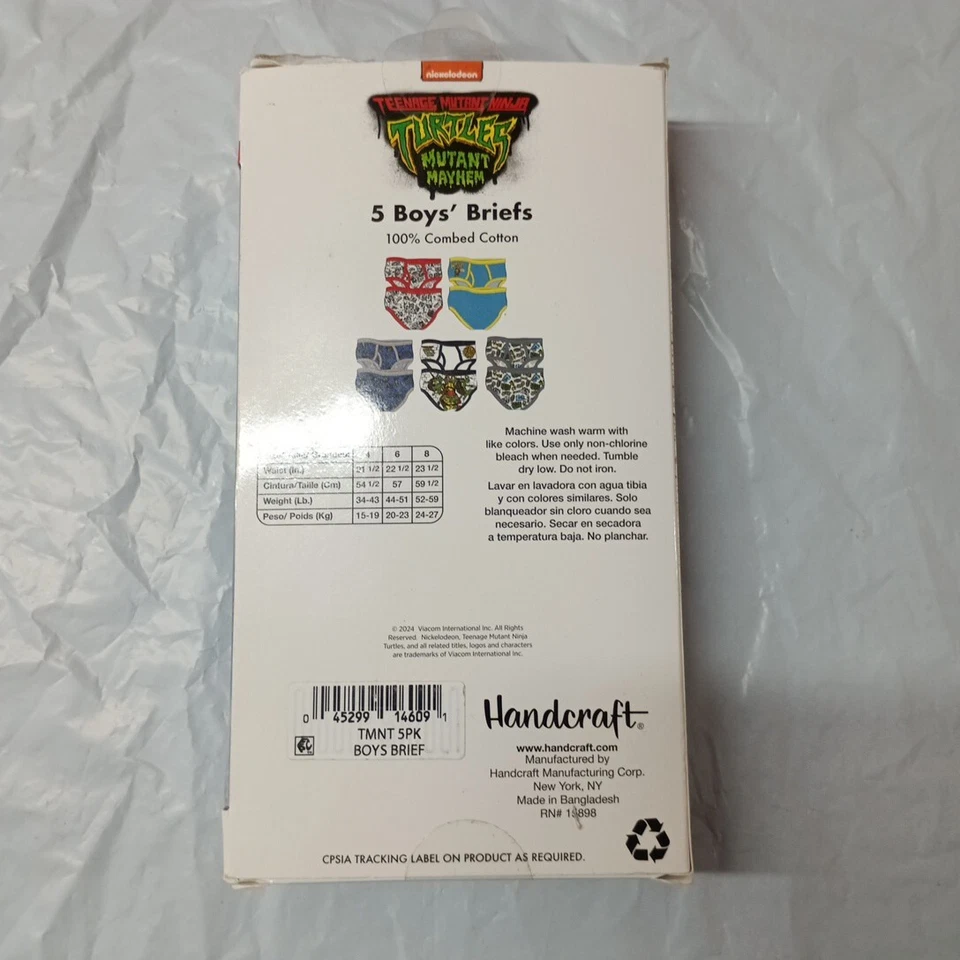 nickelodeon
TEENAGE MUTANT NINJA
TURTLES
MUTANT
MAYHEM
5 Boys' Briefs
100% Combed Cotton
4 6 8
Waist (In.) 21 1/2 22 1/2 23 1/2
Cintura/Taille (Cm) 54 1/2 57 59 1/2
Weight (Lb.) 34-43 44-51 52-59
Peso/ Poids (Kg) 15-19 20-23 24-27
Machine wash warm with
like colors. Use only non-chlorine
bleach when needed. Tumble
dry low. Do not iron.
Lavar en lavadora con agua tibia
y con colores similares. Solo
blanqueador sin cloro cuando sea
necesario. Secar en secadora
a temperatura baja. No planchar.
© 2024 Viacom International Inc. All Rights
Reserved. Nickelodeon, Teenage Mutant Ninja
Turtles, and all related titles, logos and characters
are trademarks of Viacom International Inc.
0 45299 14609 1
TMNT 5PK
BOYS BRIEF
Handcraft®
www.handcraft.com
Manufactured by
Handcraft Manufacturing Corp.
New York, NY
Made in Bangladesh
RN#
CPSIA TRACKING LABEL ON PRODUCT AS REQUIRED.